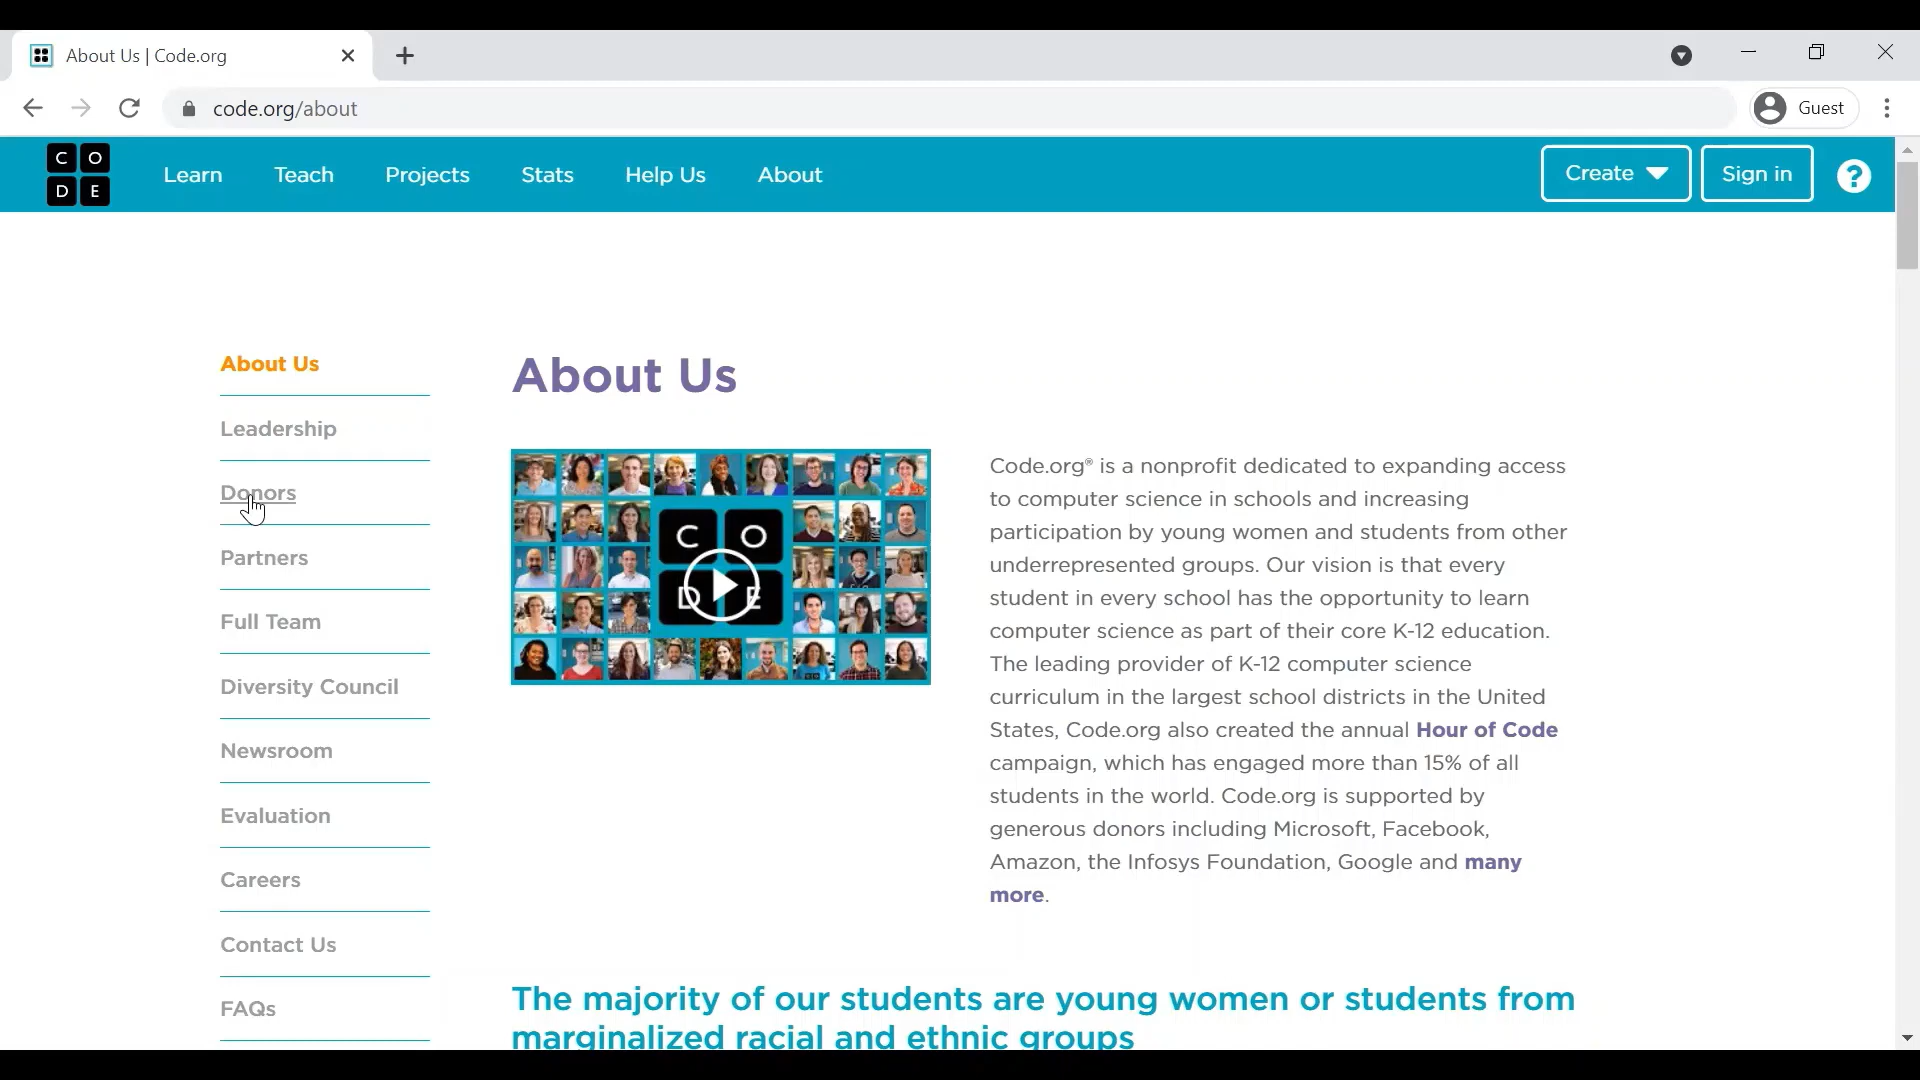 About Us | Code.org
code.org/about
Guest
C O
D E
Learn
Teach
Projects
Stats
Help Us
About
Create
Sign in
?
About Us
Leadership
Donors
Partners
Full Team
Diversity Council
Newsroom
Evaluation
Careers
Contact Us
FAQs
About Us
C O
D E
Code.org® is a nonprofit dedicated to expanding access
to computer science in schools and increasing
participation by young women and students from other
underrepresented groups. Our vision is that every
student in every school has the opportunity to learn
computer science as part of their core K-12 education.
The leading provider of K-12 computer science
curriculum in the largest school districts in the United
States, Code.org also created the annual Hour of Code
campaign, which has engaged more than 15% of all
students in the world. Code.org is supported by
generous donors including Microsoft, Facebook,
Amazon, the Infosys Foundation, Google and many
more.
The majority of our students are young women or students from
marginalized racial and ethnic groups